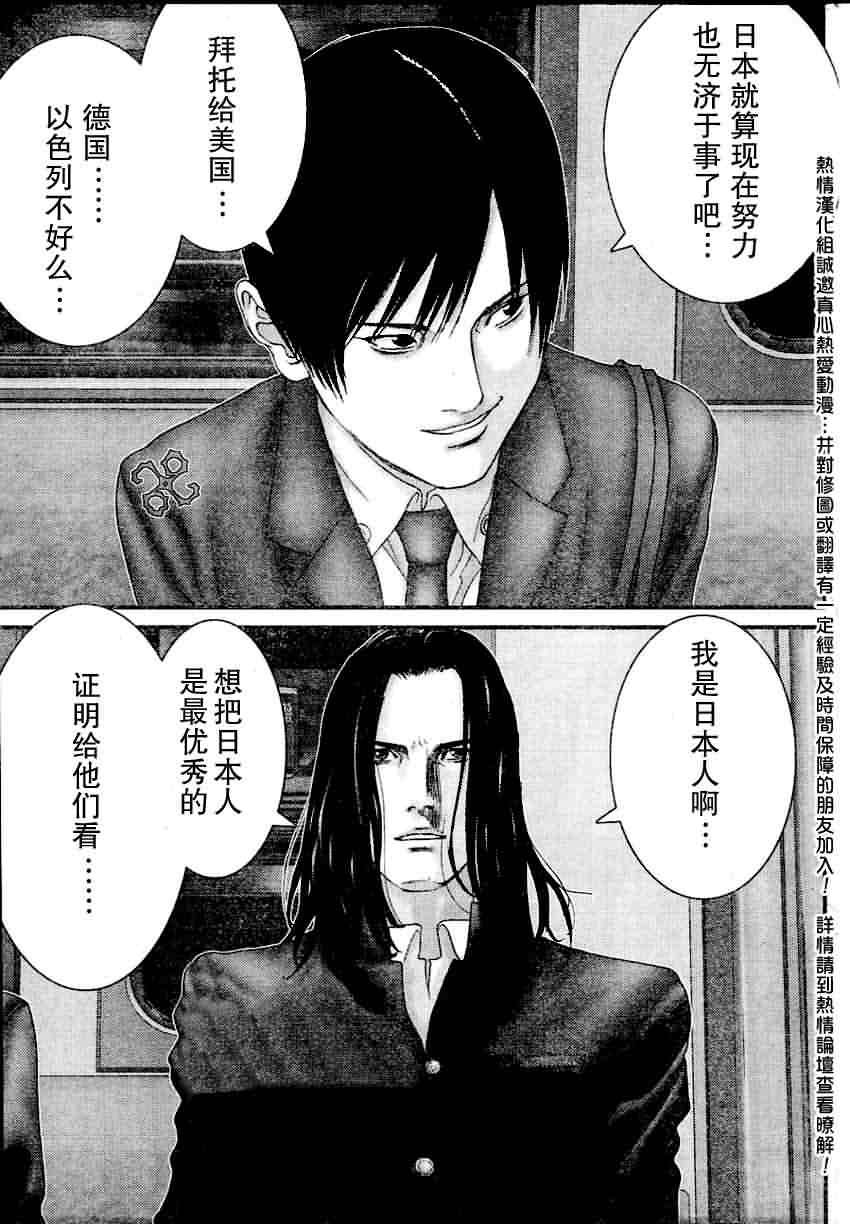 日本就算现在努力
也无济于事了吧…
拜托给美国…
德国……
以色列不好么…
我是日本人啊…
想把日本人
是最优秀的
证明给他们看……
熱情漢化組誠邀真心熱愛動漫…并對修圖或翻譯有一定經驗及時間保障的朋友加入！詳情請到熱情論壇查看暸解！